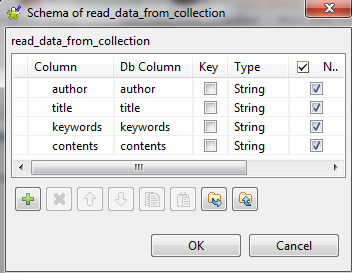 Schema of read_data_from_collection
read_data_from_collection
Column Db Column Key Type N..
author author String
title title String
keywords keywords String
contents contents String
OK Cancel